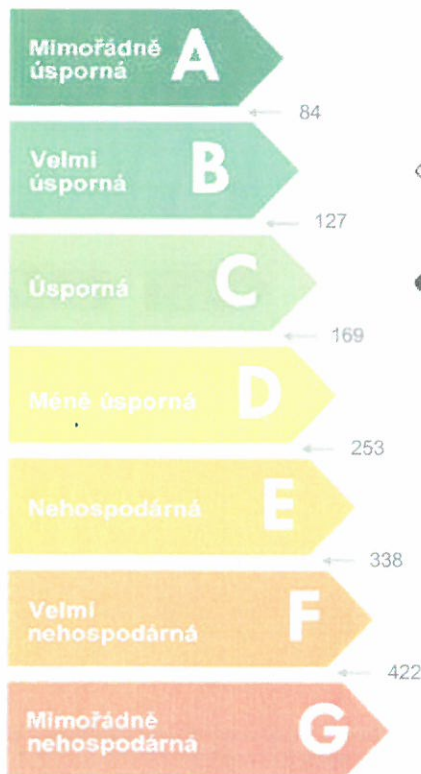 Mimořádně
úsporná
A
84
Velmi
úsporná
B
127
Úsporná
C
169
Méně úsporná
D
253
Nehospodárná
E
338
Velmi
nehospodárná
F
422
Mimořádně
nehospodárná
G